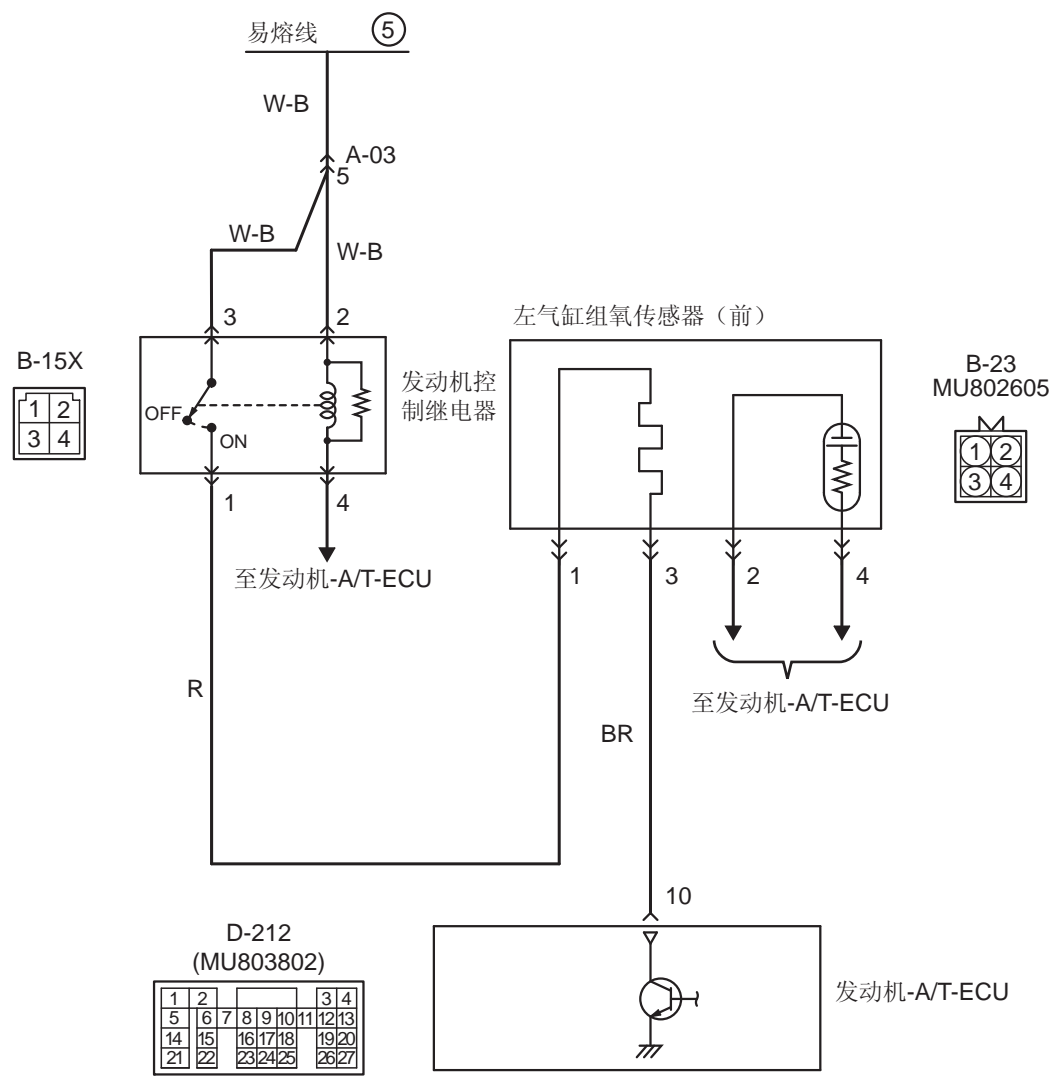 易熔线 ⑤
W-B
A-03
5
W-B
W-B
3 2
左气缸组氧传感器（前）
B-15X
1 2
3 4
OFF
ON
发动机控
制继电器
B-23
MU802605
1 2
3 4
1 4
至发动机-A/T-ECU
1 3 2 4
R
至发动机-A/T-ECU
BR
10
D-212
(MU803802)
1 2 3 4
5 6 7 8 9 10 11 12 13
14 15 16 17 18 19 20
21 22 23 24 25 26 27
发动机-A/T-ECU